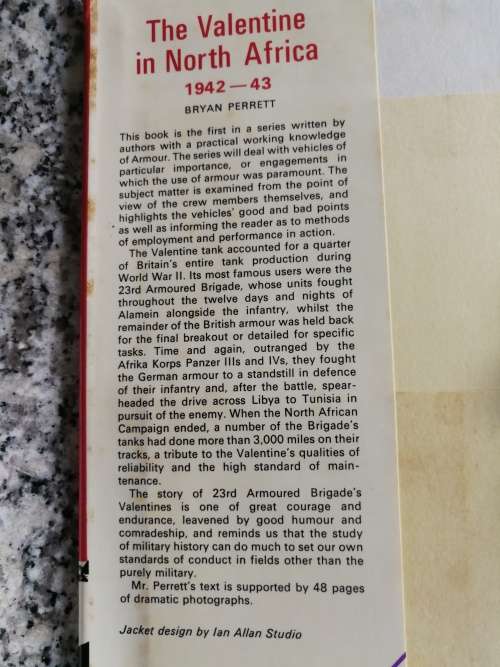 The Valentine
in North Africa
1942—43
BRYAN PERRETT
This book is the first in a series written by
authors with a practical working knowledge
of Armour. The series will deal with vehicles of
particular importance, or engagements in
which the use of armour was paramount. The
subject matter is examined from the point of
view of the crew members themselves, and
highlights the vehicles' good and bad points
as well as informing the reader as to methods
of employment and performance in action.
The Valentine tank accounted for a quarter
of Britain's entire tank production during
World War II. Its most famous users were the
23rd Armoured Brigade, whose units fought
throughout the twelve days and nights of
Alamein alongside the infantry, whilst the
remainder of the British armour was held back
for the final breakout or detailed for specific
tasks. Time and again, outranged by the
Afrika Korps Panzer IIIs and IVs, they fought
the German armour to a standstill in defence
of their infantry and, after the battle, spear-
headed the drive across Libya to Tunisia in
pursuit of the enemy. When the North African
Campaign ended, a number of the Brigade's
tanks had done more than 3,000 miles on their
tracks, a tribute to the Valentine's qualities of
reliability and the high standard of main-
tenance.
The story of 23rd Armoured Brigade's
Valentines is one of great courage and
endurance, leavened by good humour and
comradeship, and reminds us that the study
of military history can do much to set our own
standards of conduct in fields other than the
purely military.
Mr. Perrett's text is supported by 48 pages
of dramatic photographs.
Jacket design by Ian Allan Studio